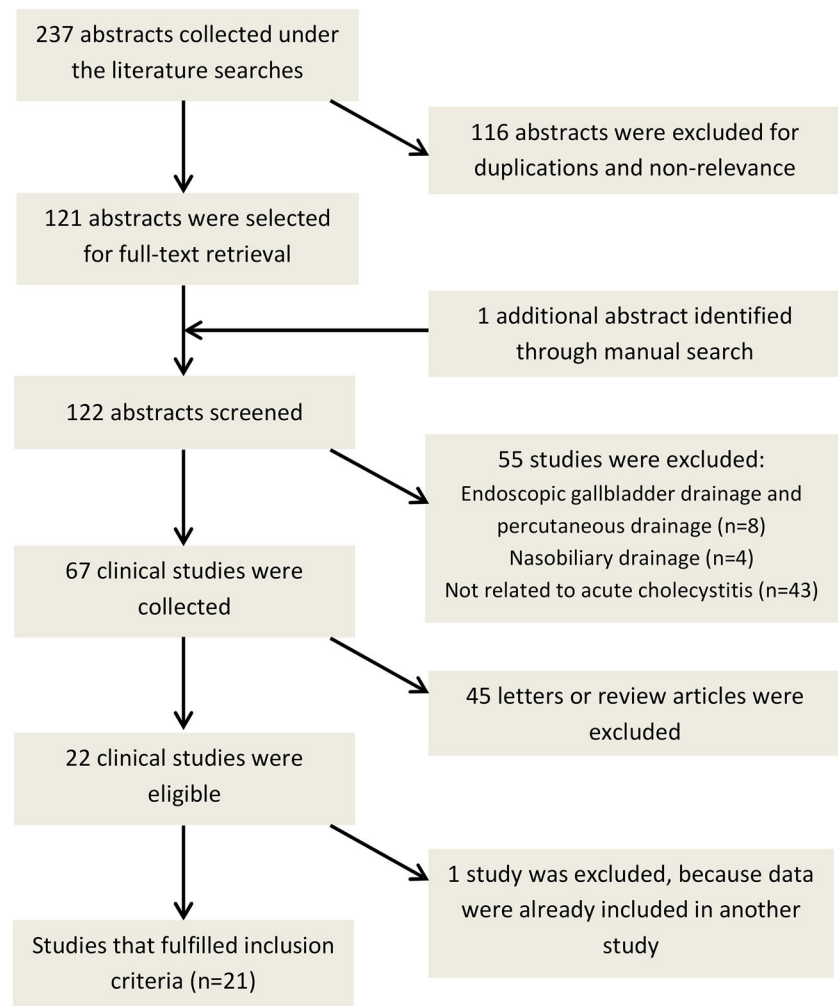 237 abstracts collected under
the literature searches
116 abstracts were excluded for
duplications and non-relevance
121 abstracts were selected
for full-text retrieval
1 additional abstract identified
through manual search
122 abstracts screened
55 studies were excluded:
Endoscopic gallbladder drainage and
percutaneous drainage (n=8)
Nasobiliary drainage (n=4)
Not related to acute cholecystitis (n=43)
67 clinical studies were
collected
45 letters or review articles were
excluded
22 clinical studies were
eligible
1 study was excluded, because data
were already included in another
study
Studies that fulfilled inclusion
criteria (n=21)